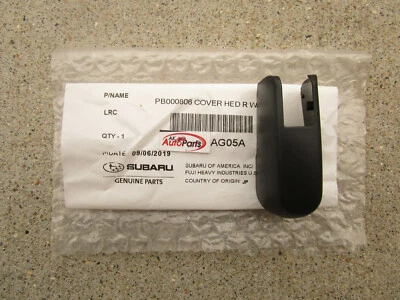 P/NAME PB000806 COVER HED R W
LRC
QTY - 1
AutoParts AG05A
09/06/2019
SUBARU SUBARU OF AMERICA, INC
GENUINE PARTS FUJI HEAVY INDUSTRIES U.S
COUNTRY OF ORIGIN: JP